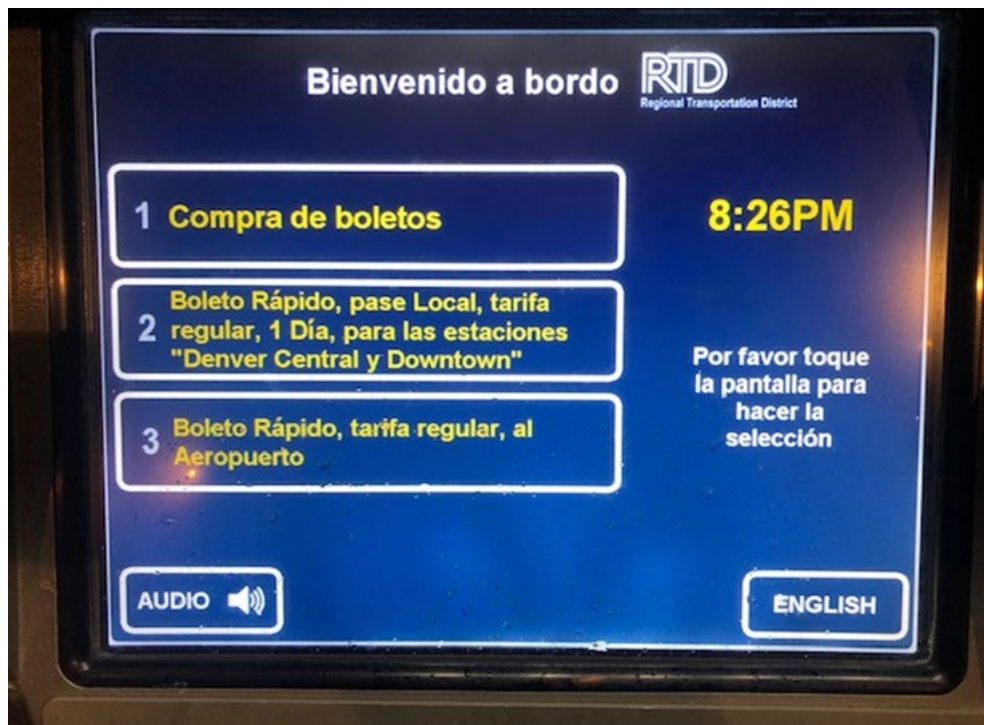 Bienvenido a bordo RTD
Regional Transportation District
1 Compra de boletos
8:26PM
2 Boleto Rápido, pase Local, tarifa
regular, 1 Día, para las estaciones
"Denver Central y Downtown"
Por favor toque
la pantalla para
hacer la
selección
3 Boleto Rápido, tarifa regular, al
Aeropuerto
AUDIO
ENGLISH